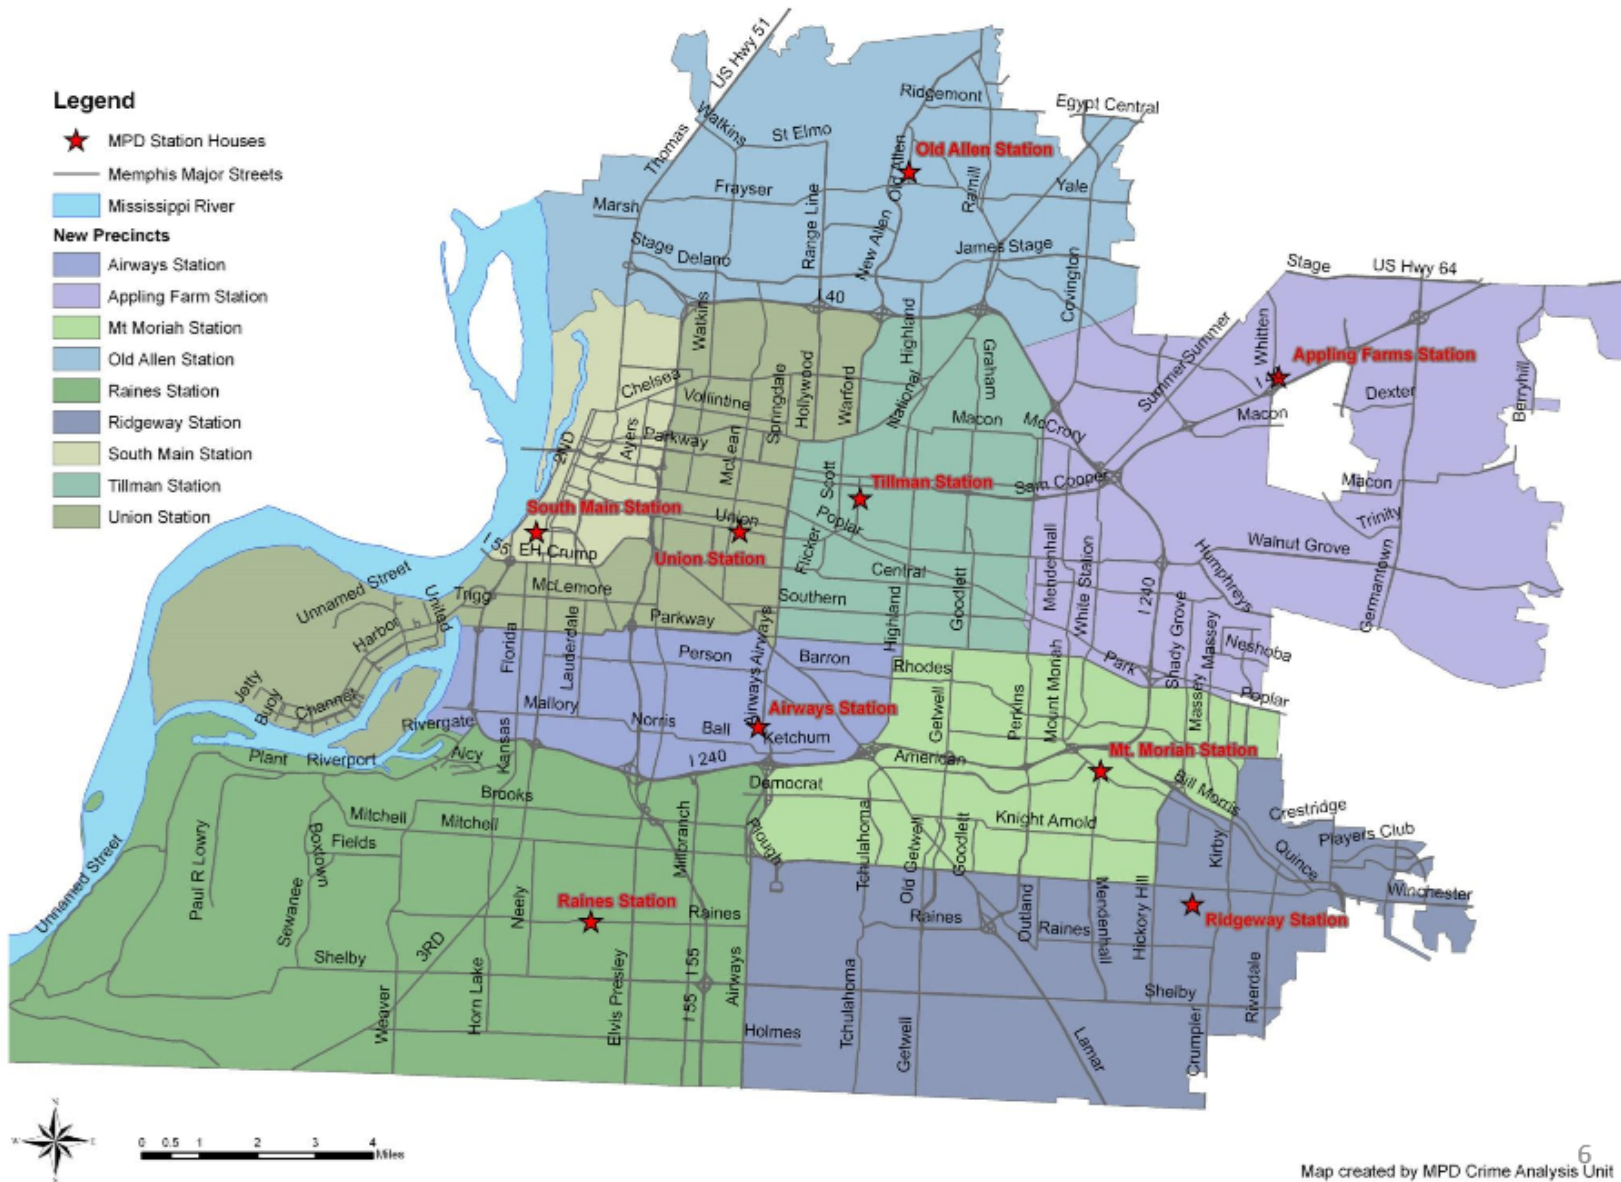 Legend
MPD Station Houses
Memphis Major Streets
Mississippi River
New Precincts
Airways Station
Appling Farm Station
Mt Moriah Station
Old Allen Station
Raines Station
Ridgeway Station
South Main Station
Tillman Station
Union Station
US Hwy 51
Watkins
Thomas
St Elmo
Ridgemont
Egypt Central
Old Allen Station
Old Allen
Frayser
Range Line
Raimill
Yale
Marsh
Stage
Delano
New Allen
James Stage
Covington
Stage
US Hwy 64
I 40
Watkins
Highland
Graham
Summer
Summer
Whitten
Appling Farms Station
I 4
Dexter
Berryhill
Chelsea
Vollintine
Springdale
Hollywood
Warford
National
Macon
McCrory
Macon
2ND
Ayers
Parkway
McLean
Scott
Tillman Station
Sam Cooper
Macon
Trinity
South Main Station
Union
Poplar
I 55
EH Crump
Union Station
Flicker
Central
Walnut Grove
Humphreys
Germantown
Unnamed Street
United
Trigg
McLemore
Southern
Highland
Goodlett
Mendenhall
White Station
I 240
Shady Grove
Massey
Neshoba
Harbor
Parkway
Florida
Lauderdale
Person
Airways
Airways
Barron
Rhodes
Park
Poplar
Jetty
Buoy
Channel
Rivergate
Mallory
Norris
Ball
Airways Station
Ketchum
Getwell
Perkins
Mount Moriah
Massey
Mt. Moriah Station
Plant
Riverport
Alcy
Kansas
I 240
American
Democrat
Bill Morris
Crestridge
Players Club
Brooks
Mitchell
Mitchell
Fields
Boxtown
Paul R Lowry
Unnamed Street
Millbranch
Plough
Tchulahoma
Old Getwell
Goodlett
Knight Arnold
Kirby
Quince
Winchester
Sewanee
Neely
Raines Station
Raines
Raines
Outland
Raines
Mendenhall
Hickory Hill
Ridgeway Station
Shelby
3RD
Weaver
Horn Lake
Elvis Presley
I 55
I 55
Airways
Holmes
Tchulahoma
Getwell
Lamar
Shelby
Crumpler
Riverdale
N
W
E
S
0 0.5 1 2 3 4
Miles
6
Map created by MPD Crime Analysis Unit